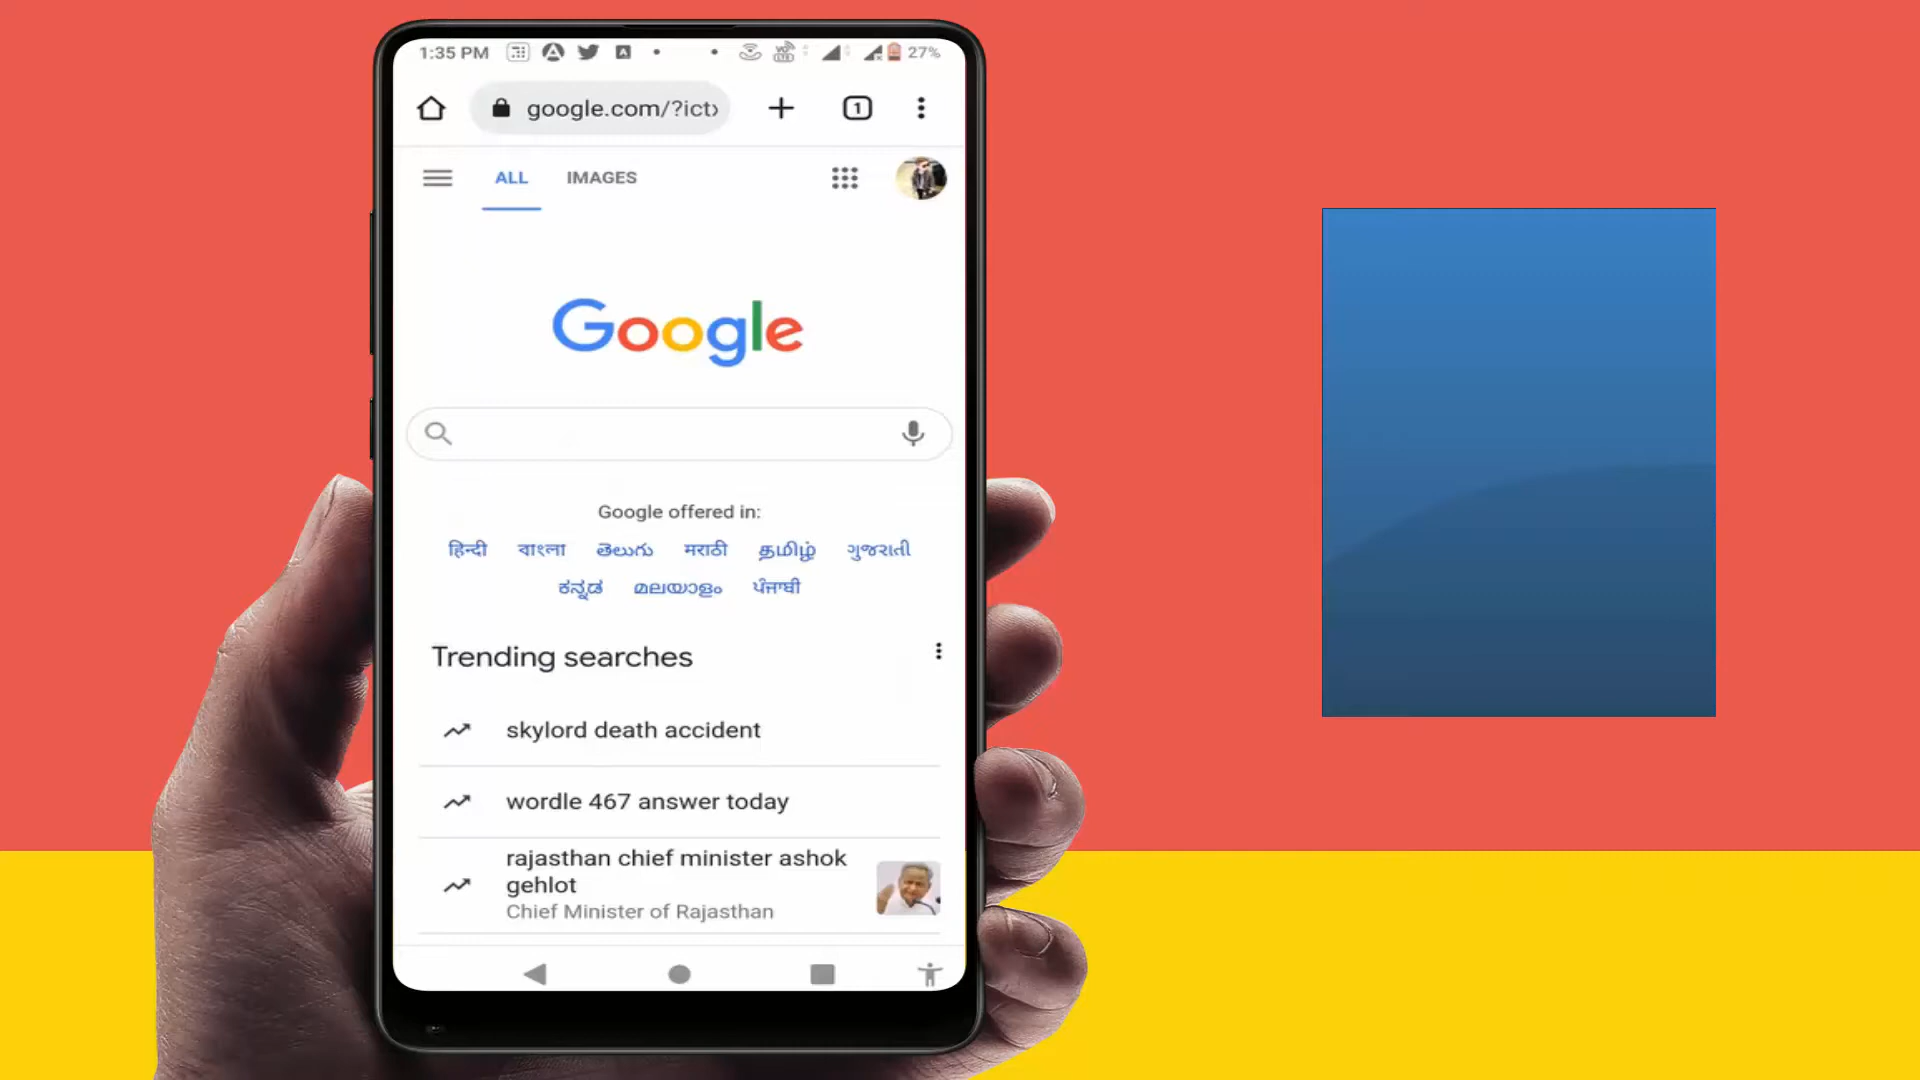 1:35 PM 27%
google.com/?ict
1
ALL IMAGES
Google
Google offered in:
हिन्दी বাংলা తెలుగు मराठी தமிழ் ગુજરાતી
ಕನ್ನಡ മലയാളം ਪੰਜਾਬੀ
Trending searches
skylord death accident
wordle 467 answer today
rajasthan chief minister ashok
gehlot
Chief Minister of Rajasthan